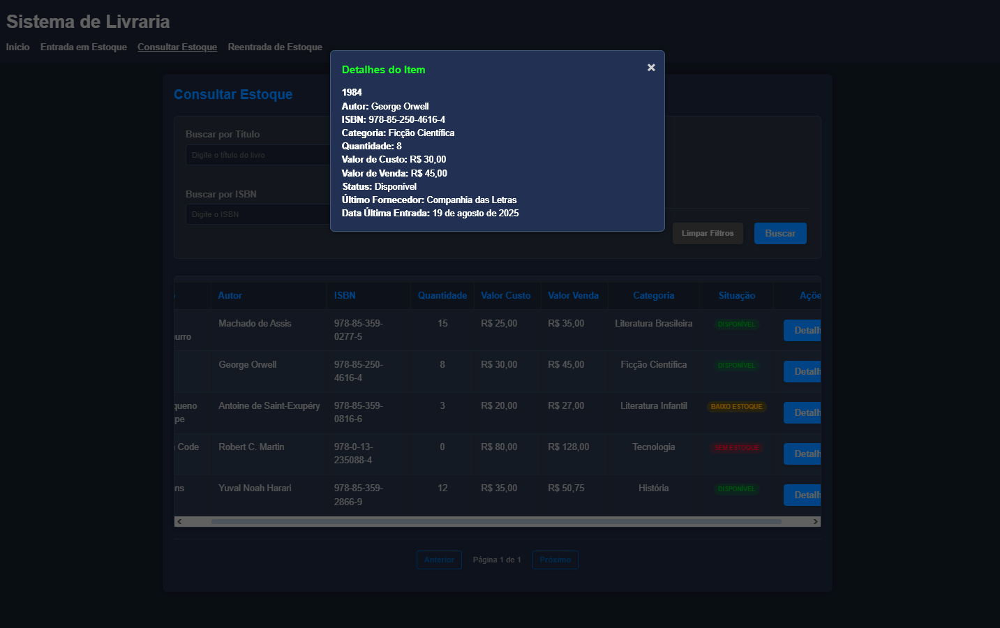 Sistema de Livraria
Início Entrada em Estoque Consultar Estoque Reentrada de Estoque
Detalhes do Item ×
1984
Autor: George Orwell
ISBN: 978-85-250-4616-4
Categoria: Ficção Científica
Quantidade: 8
Valor de Custo: R$ 30,00
Valor de Venda: R$ 45,00
Status: Disponível
Último Fornecedor: Companhia das Letras
Data Última Entrada: 19 de agosto de 2025
Consultar Estoque
Buscar por Título
Digite o título do livro
Buscar por ISBN
Digite o ISBN
Limpar Filtros Buscar
Autor ISBN Quantidade Valor Custo Valor Venda Categoria Situação Açõe
Machado de Assis 978-85-359- 15 R$ 25,00 R$ 35,00 Literatura Brasileira DISPONÍVEL Detalh
urro 0277-5
George Orwell 978-85-250- 8 R$ 30,00 R$ 45,00 Ficção Científica DISPONÍVEL Detalh
4616-4
queno Antoine de Saint-Exupéry 978-85-359- 3 R$ 20,00 R$ 27,00 Literatura Infantil BAIXO ESTOQUE Detalh
pe 0816-6
Code Robert C. Martin 978-0-13- 0 R$ 80,00 R$ 128,00 Tecnologia SEM ESTOQUE Detalh
235088-4
ns Yuval Noah Harari 978-85-359- 12 R$ 35,00 R$ 50,75 História DISPONÍVEL Detalh
2866-9
Anterior Página 1 de 1 Próximo